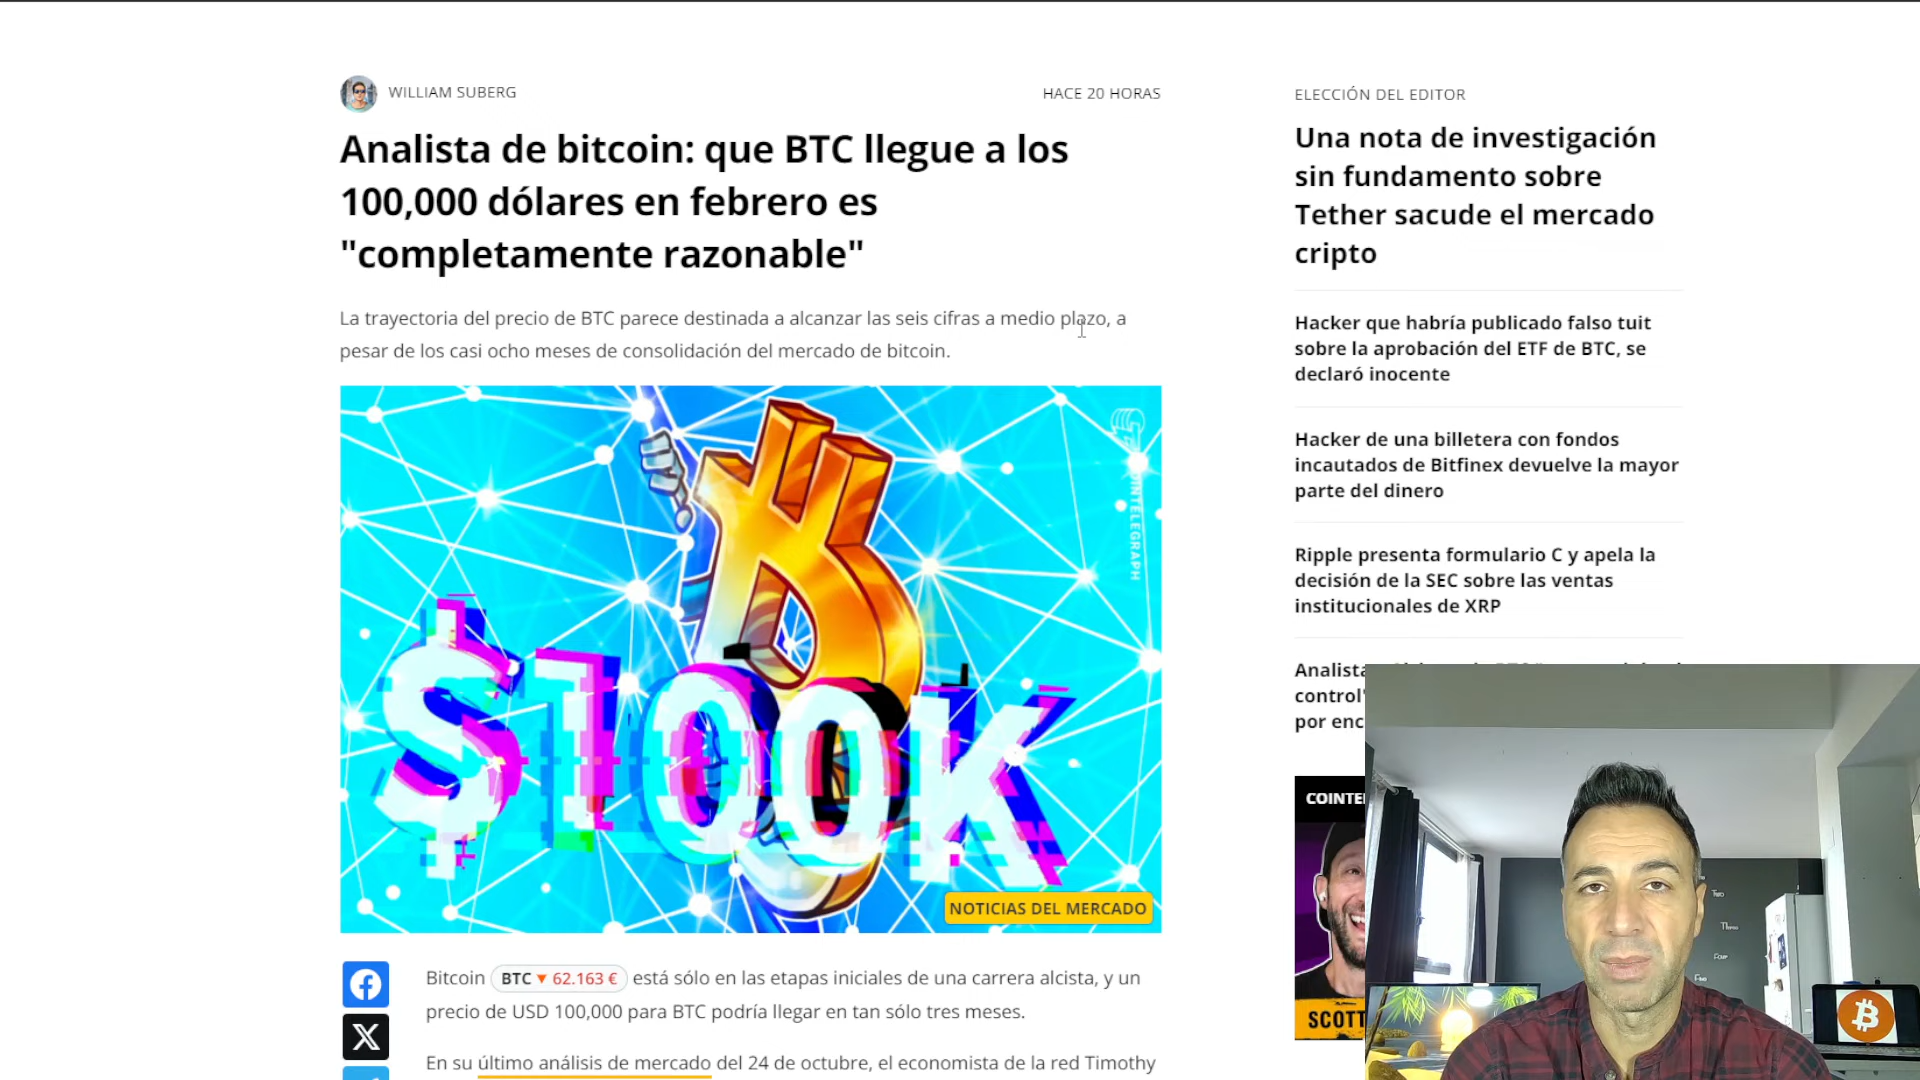 WILLIAM SUBERG
HACE 20 HORAS
Analista de bitcoin: que BTC llegue a los
100,000 dólares en febrero es
"completamente razonable"
La trayectoria del precio de BTC parece destinada a alcanzar las seis cifras a medio plazo, a
pesar de los casi ocho meses de consolidación del mercado de bitcoin.
COINTELEGRAPH
$100K
NOTICIAS DEL MERCADO
Bitcoin BTC ▼ 62.163 € está sólo en las etapas iniciales de una carrera alcista, y un
precio de USD 100,000 para BTC podría llegar en tan sólo tres meses.
En su último análisis de mercado del 24 de octubre, el economista de la red Timothy
ELECCIÓN DEL EDITOR
Una nota de investigación
sin fundamento sobre
Tether sacude el mercado
cripto
Hacker que habría publicado falso tuit
sobre la aprobación del ETF de BTC, se
declaró inocente
Hacker de una billetera con fondos
incautados de Bitfinex devuelve la mayor
parte del dinero
Ripple presenta formulario C y apela la
decisión de la SEC sobre las ventas
institucionales de XRP
Analista
control'
por enc
COINTE
SCOTT